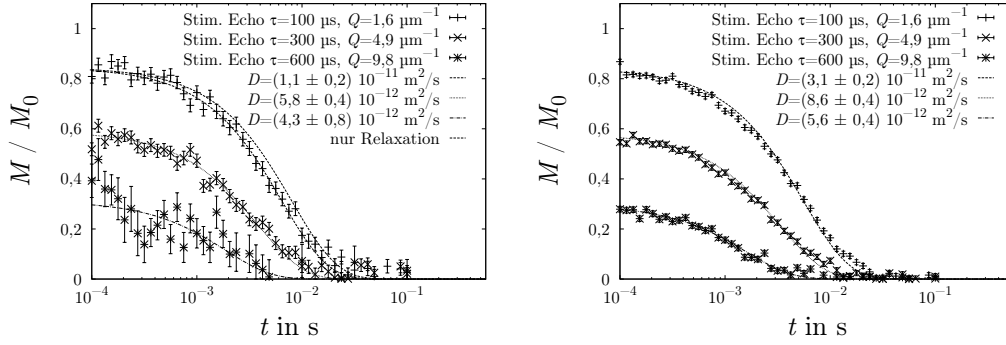 M / M0
1
0,8
0,6
0,4
0,2
0
Stim. Echo τ=100 µs, Q=1,6 µm⁻¹
Stim. Echo τ=300 µs, Q=4,9 µm⁻¹
Stim. Echo τ=600 µs, Q=9,8 µm⁻¹
D=(1,1 ± 0,2) 10⁻¹¹ m²/s
D=(5,8 ± 0,4) 10⁻¹² m²/s
D=(4,3 ± 0,8) 10⁻¹² m²/s
nur Relaxation
10⁻⁴ 10⁻³ 10⁻² 10⁻¹
t in s
M / M0
1
0,8
0,6
0,4
0,2
0
Stim. Echo τ=100 µs, Q=1,6 µm⁻¹
Stim. Echo τ=300 µs, Q=4,9 µm⁻¹
Stim. Echo τ=600 µs, Q=9,8 µm⁻¹
D=(3,1 ± 0,2) 10⁻¹¹ m²/s
D=(8,6 ± 0,4) 10⁻¹² m²/s
D=(5,6 ± 0,4) 10⁻¹² m²/s
10⁻⁴ 10⁻³ 10⁻² 10⁻¹
t in s